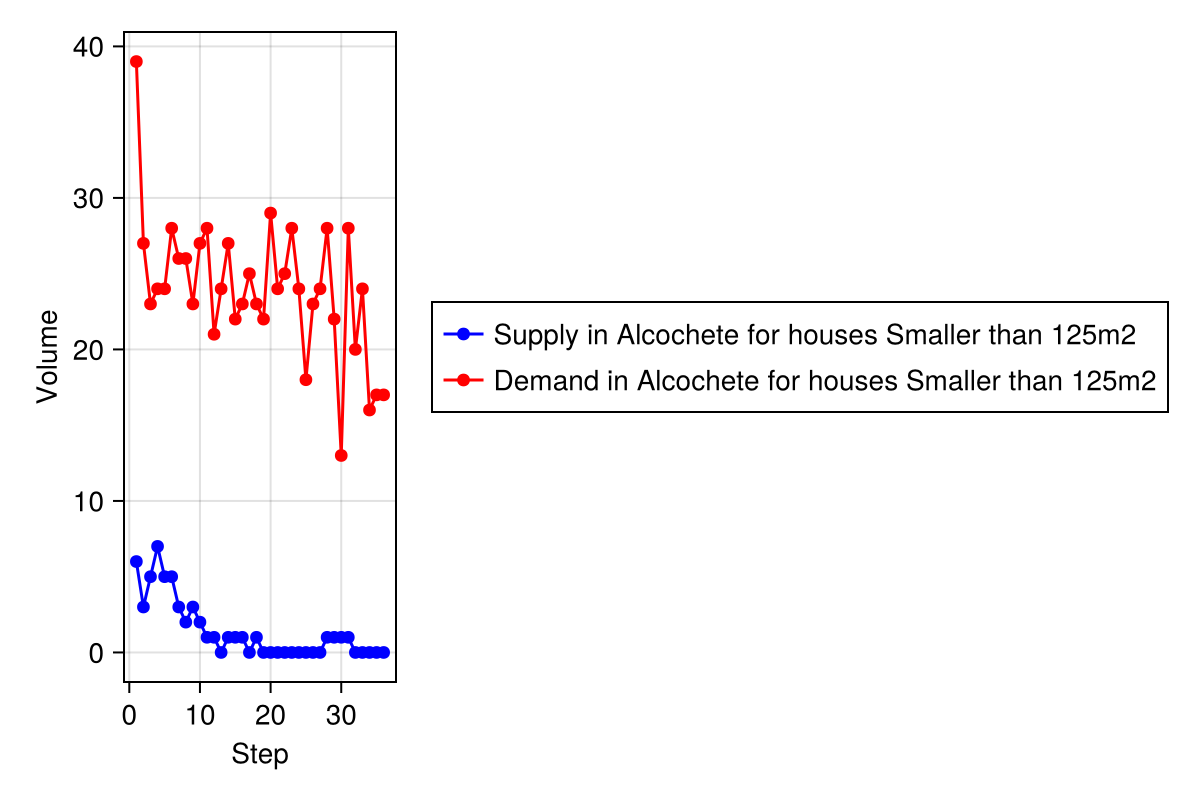 40
30
20
10
0
Volume
0 10 20 30
Step
Supply in Alcochete for houses Smaller than 125m2
Demand in Alcochete for houses Smaller than 125m2